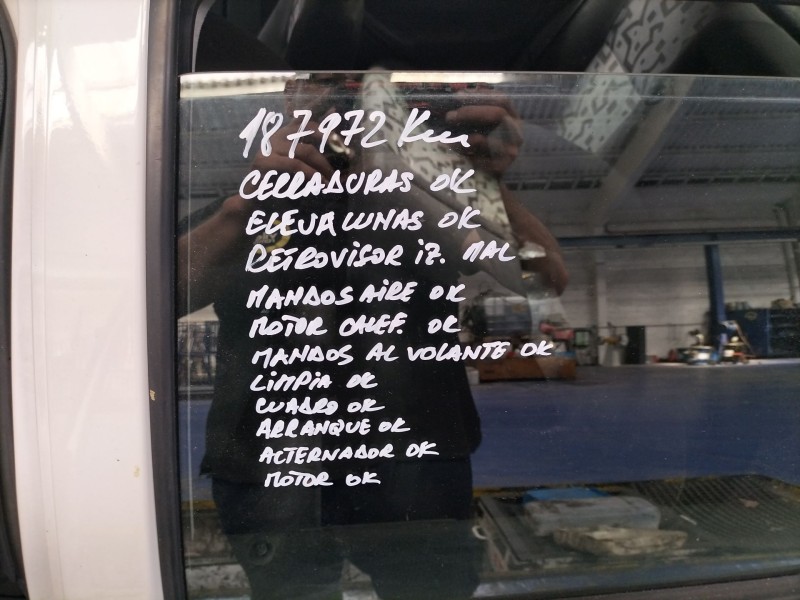 187972 Km
CERRADURAS OK
ELEVALUNAS OK
RETROVISOR iZ. MAL
MANDOS AIRE OK
MOTOR CALEF. OK
MANDOS AL VOLANTE OK
LIMPIA OK
CUADRO OK
ARRANQUE OK
ALTERNADOR OK
MOTOR OK